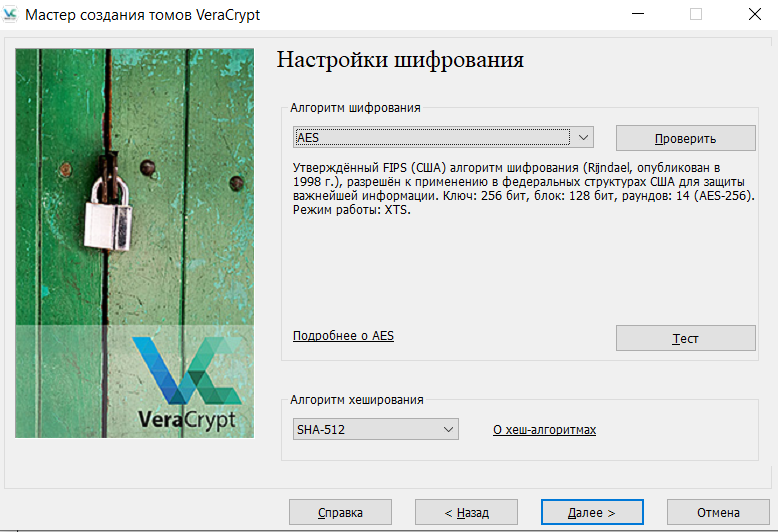 Мастер создания томов VeraCrypt
Настройки шифрования
Алгоритм шифрования
AES
Проверить
Утверждённый FIPS (США) алгоритм шифрования (Rijndael, опубликован в
1998 г.), разрешён к применению в федеральных структурах США для защиты
важнейшей информации. Ключ: 256 бит, блок: 128 бит, раундов: 14 (AES-256).
Режим работы: XTS.
Подробнее о AES
Тест
VeraCrypt
Алгоритм хеширования
SHA-512
О хеш-алгоритмах
Справка
< Назад
Далее >
Отмена